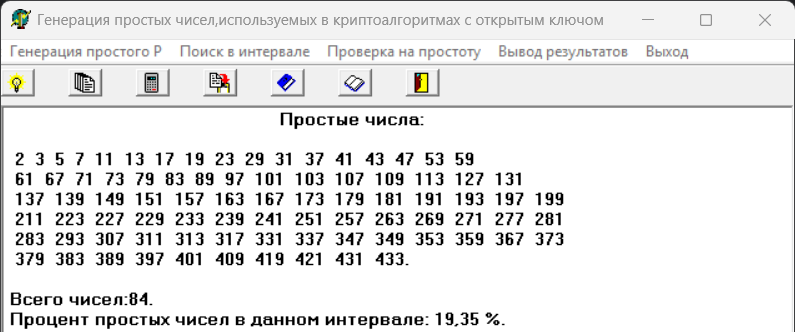 Генерация простых чисел,используемых в криптоалгоритмах с открытым ключом
Генерация простого Р Поиск в интервале Проверка на простоту Вывод результатов Выход
Простые числа:
2 3 5 7 11 13 17 19 23 29 31 37 41 43 47 53 59
61 67 71 73 79 83 89 97 101 103 107 109 113 127 131
137 139 149 151 157 163 167 173 179 181 191 193 197 199
211 223 227 229 233 239 241 251 257 263 269 271 277 281
283 293 307 311 313 317 331 337 347 349 353 359 367 373
379 383 389 397 401 409 419 421 431 433.
Всего чисел:84.
Процент простых чисел в данном интервале: 19,35 %.